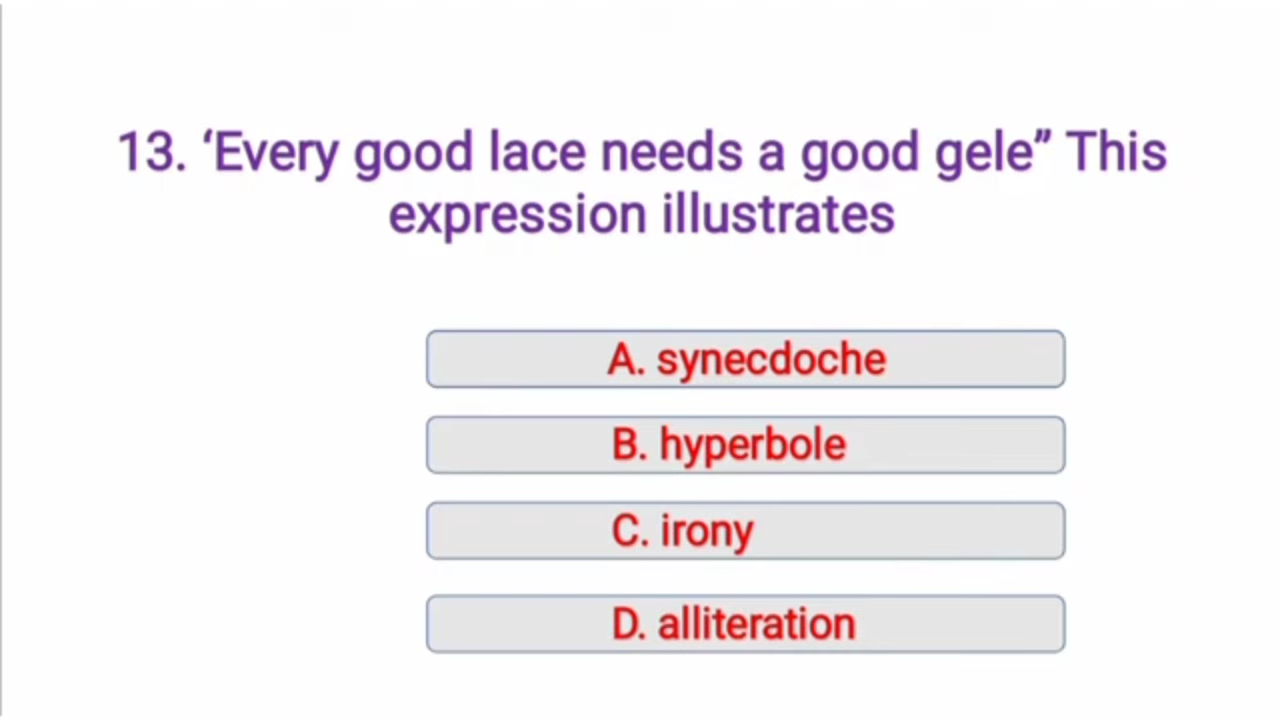 13. ‘Every good lace needs a good gele” This
expression illustrates
A. synecdoche
B. hyperbole
C. irony
D. alliteration